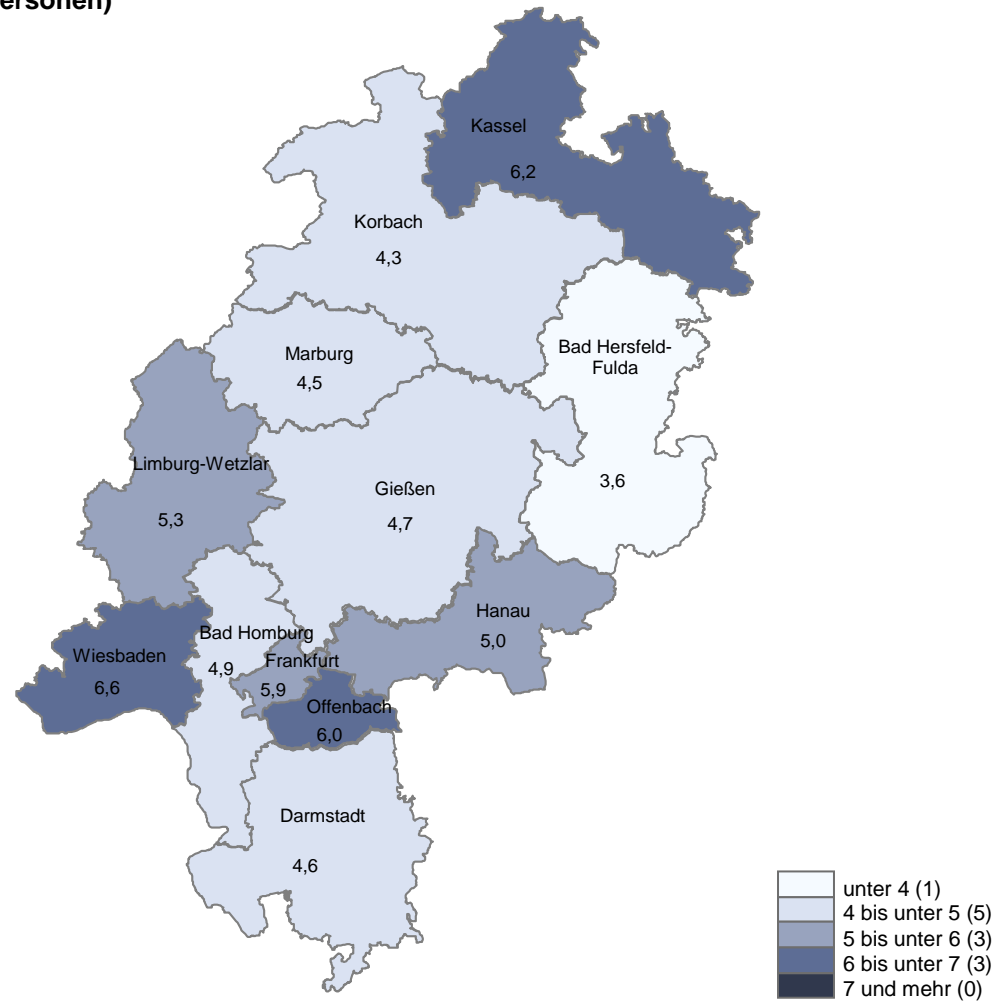 ersonen)
Kassel
6,2
Korbach
4,3
Bad Hersfeld-
Fulda
3,6
Marburg
4,5
Limburg-Wetzlar
5,3
Gießen
4,7
Hanau
5,0
Bad Homburg
4,9
Wiesbaden
6,6
Frankfurt
5,9
Offenbach
6,0
Darmstadt
4,6
unter 4 (1)
4 bis unter 5 (5)
5 bis unter 6 (3)
6 bis unter 7 (3)
7 und mehr (0)